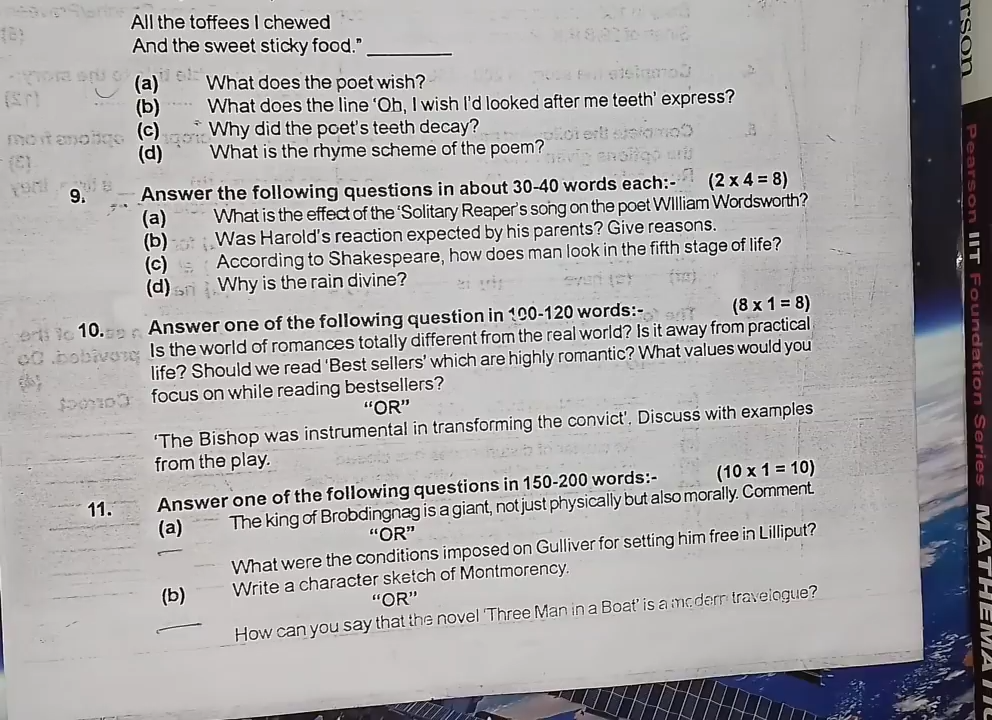 All the toffees I chewed
And the sweet sticky food."
(a) What does the poet wish?
(b) What does the line 'Oh, I wish I'd looked after me teeth' express?
(c) Why did the poet's teeth decay?
(d) What is the rhyme scheme of the poem?
9. Answer the following questions in about 30-40 words each:- (2 x 4 = 8)
(a) What is the effect of the 'Solitary Reaper's song on the poet WIlliam Wordsworth?
(b) Was Harold's reaction expected by his parents? Give reasons.
(c) According to Shakespeare, how does man look in the fifth stage of life?
(d) Why is the rain divine?
10. Answer one of the following question in 100-120 words:- (8 x 1 = 8)
Is the world of romances totally different from the real world? Is it away from practical
life? Should we read 'Best sellers' which are highly romantic? What values would you
focus on while reading bestsellers?
"OR"
'The Bishop was instrumental in transforming the convict'. Discuss with examples
from the play.
11. Answer one of the following questions in 150-200 words:- (10 x 1 = 10)
(a) The king of Brobdingnag is a giant, not just physically but also morally. Comment.
"OR"
What were the conditions imposed on Gulliver for setting him free in Lilliput?
(b) Write a character sketch of Montmorency.
"OR"
How can you say that the novel 'Three Man in a Boat' is a modern travelogue?
rson
Pearson IIT Foundation Series MATHEMATIC